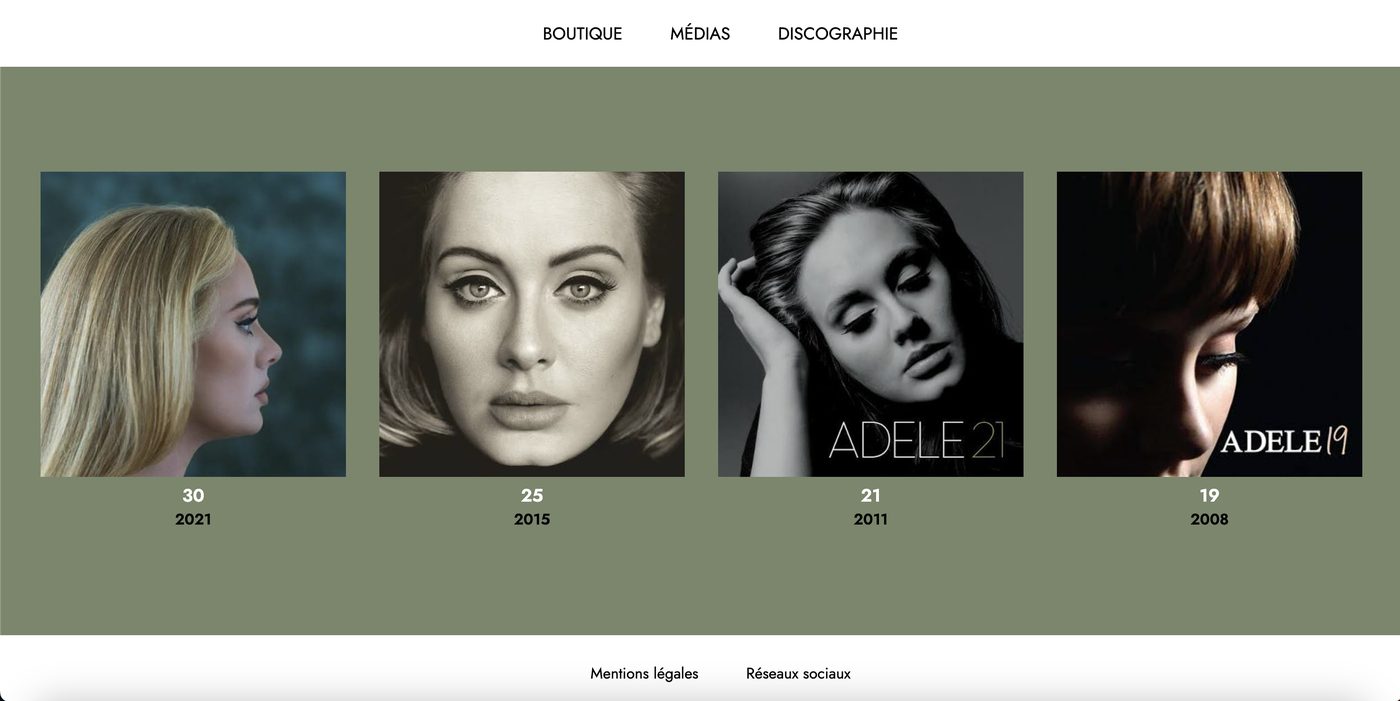 BOUTIQUE MÉDIAS DISCOGRAPHIE
ADELE 21
ADELE 19
30 25 21 19
2021 2015 2011 2008
Mentions légales Réseaux sociaux